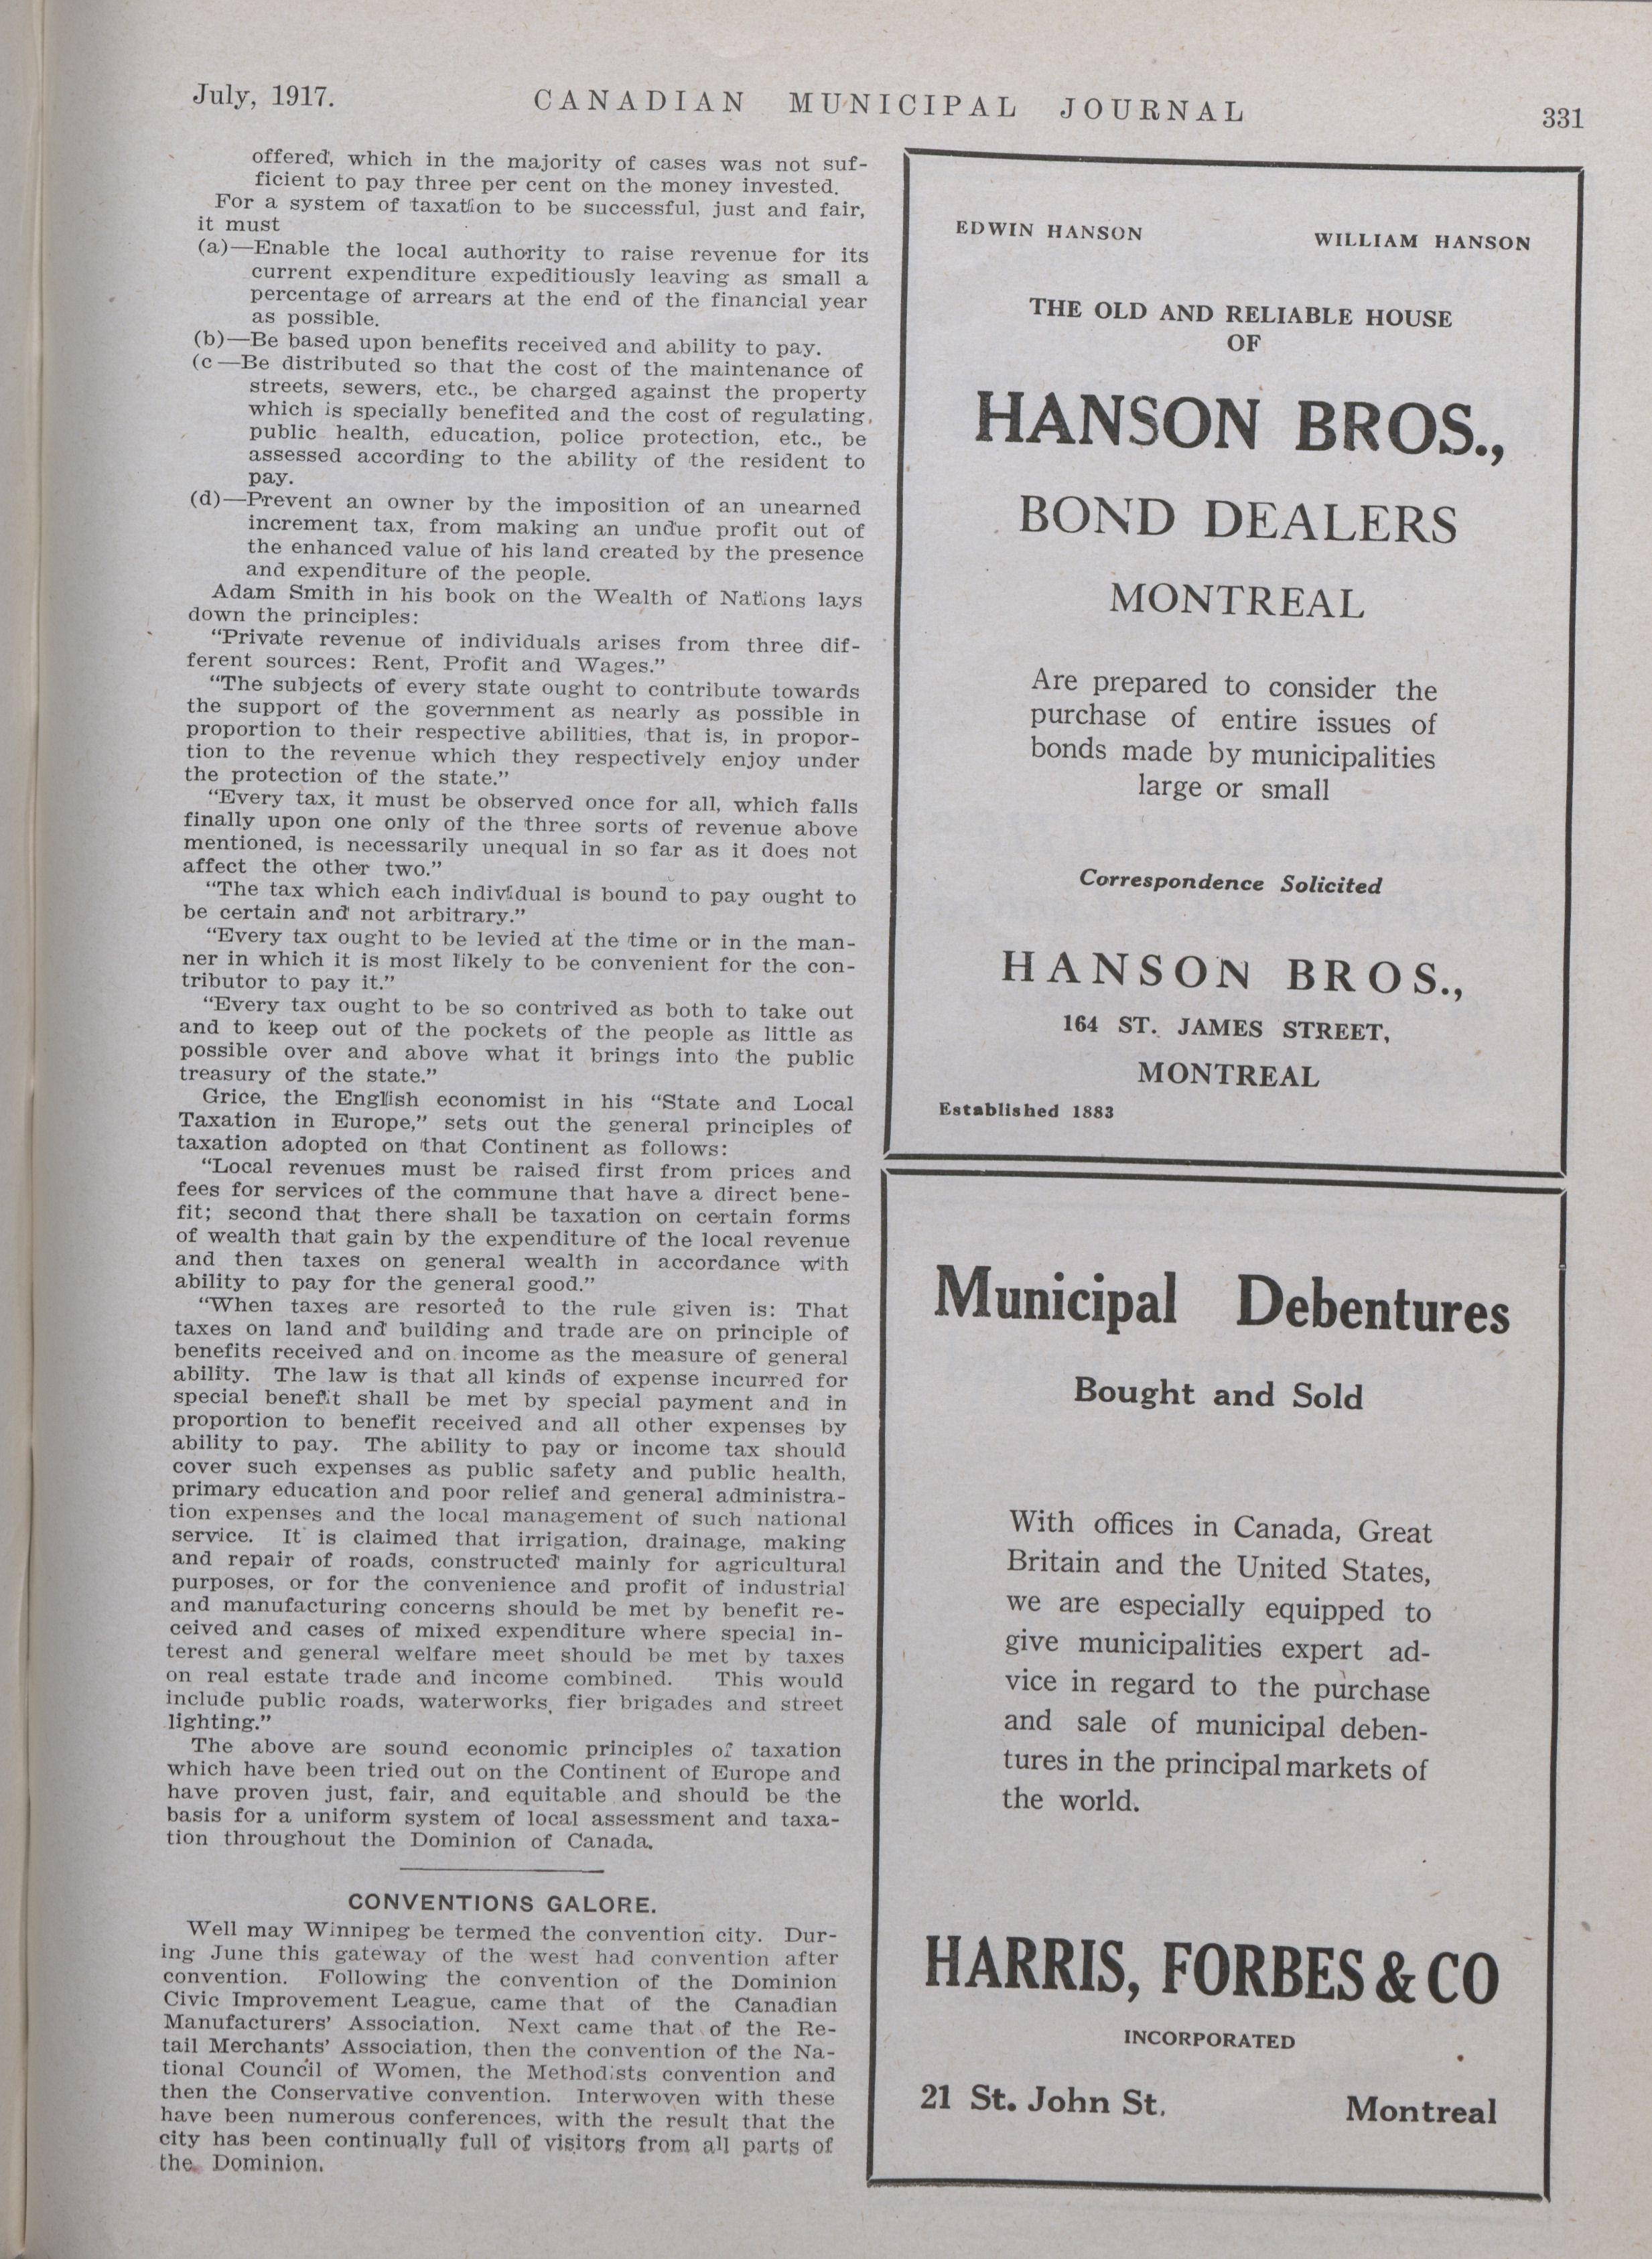 July, 1917.
CANADIAN MUNICIPAL JOURNAL
331
offered, which in the majority of cases was not suf-
ficient to pay three per cent on the money invested.
For a system of taxation to be successful, just and fair,
it must
(a)—Enable the local authority to raise revenue for its
current expenditure expeditiously leaving as small a
percentage of arrears at the end of the financial year
as possible.
(b)—Be based upon benefits received and ability to pay.
(c —Be distributed so that the cost of the maintenance of
streets, sewers, etc., be charged against the property
which is specially benefited and the cost of regulating,
public health, education, police protection, etc., be
assessed according to the ability of the resident to
pay.
(d)—Prevent an owner by the imposition of an unearned
increment tax, from making an undue profit out of
the enhanced value of his land created by the presence
and expenditure of the people.
Adam Smith in his book on the Wealth of Nations lays
down the principles:
“Private revenue of individuals arises from three dif-
ferent sources: Rent, Profit and Wages.”
“The subjects of every state ought to contribute towards
the support of the government as nearly as possible in
proportion to their respective abilities, that is, in propor-
tion to the revenue which they respectively enjoy under
the protection of the state.”
“Every tax, it must be observed once for all, which falls
finally upon one only of the three sorts of revenue above
mentioned, is necessarily unequal in so far as it does not
affect the other two.”
“The tax which each individual is bound to pay ought to
be certain and not arbitrary.”
“Every tax ought to be levied at the time or in the man-
ner in which it is most likely to be convenient for the con-
tributor to pay it.”
“Every tax ought to be so contrived as both to take out
and to keep out of the pockets of the people as little as
possible over and above what it brings into the public
treasury of the state.”
Grice, the English economist in his “State and Local
Taxation in Europe,” sets out the general principles of
taxation adopted on that Continent as follows:
“Local revenues must be raised first from prices and
fees for services of the commune that have a direct bene-
fit; second that there shall be taxation on certain forms
of wealth that gain by the expenditure of the local revenue
and then taxes on general wealth in accordance with
ability to pay for the general good.”
“When taxes are resorted to the rule given is: That
taxes on land and building and trade are on principle of
benefits received and on income as the measure of general
ability. The law is that all kinds of expense incurred for
special benefit shall be met by special payment and in
proportion to benefit received and all other expenses by
ability to pay. The ability to pay or income tax should
cover such expenses as public safety and public health,
primary education and poor relief and general administra-
tion expenses and the local management of such national
service. It is claimed that irrigation, drainage, making
and repair of roads, constructed mainly for agricultural
purposes, or for the convenience and profit of industrial
and manufacturing concerns should be met by benefit re-
ceived and cases of mixed expenditure where special in-
terest and general welfare meet should be met by taxes
on real estate trade and income combined. This would
include public roads, waterworks, fier brigades and street
lighting.”
The above are sound economic principles of taxation
which have been tried out on the Continent of Europe and
have proven just, fair, and equitable and should be the
basis for a uniform system of local assessment and taxa-
tion throughout the Dominion of Canada.
CONVENTIONS GALORE.
Well may Winnipeg be termed the convention city. Dur-
ing June this gateway of the west had convention after
convention. Following the convention of the Dominion
Civic Improvement League, came that of the Canadian
Manufacturers’ Association. Next came that of the Re-
tail Merchants’ Association, then the convention of the Na-
tional Council of Women, the Methodists convention and
then the Conservative convention. Interwoven with these
have been numerous conferences, with the result that the
city has been continually full of visitors from all parts of
the Dominion.
EDWIN HANSON
WILLIAM HANSON
THE OLD AND RELIABLE HOUSE
OF
HANSON BROS.,
BOND DEALERS
MONTREAL
Are prepared to consider the
purchase of entire issues of
bonds made by municipalities
large or small
Correspondence Solicited
HANSON BROS.,
164 ST. JAMES STREET,
MONTREAL
Established 1883
Municipal Debentures
Bought and Sold
With offices in Canada, Great
Britain and the United States,
we are especially equipped to
give municipalities expert ad-
vice in regard to the purchase
and sale of municipal deben-
tures in the principal markets of
the world.
HARRIS, FORBES & CO
INCORPORATED
21 St. John St.
Montreal